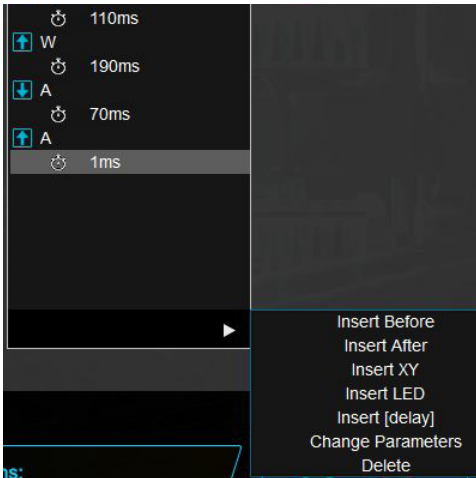 110ms
W
190ms
A
70ms
A
1ms
Insert Before
Insert After
Insert XY
Insert LED
Insert [delay]
Change Parameters
Delete
ns: